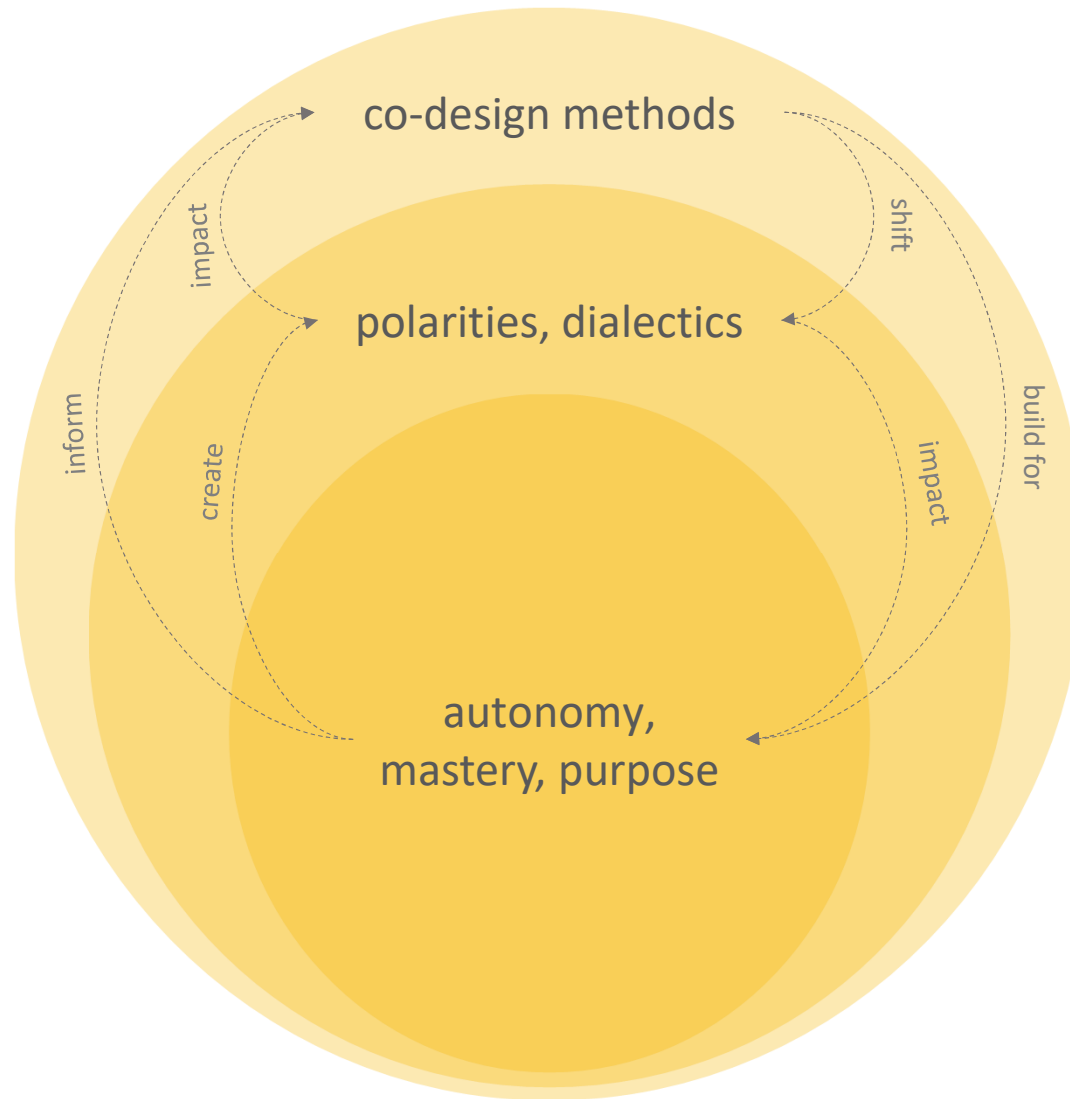 co-design methods
impact
shift
polarities, dialectics
inform
create
impact
build for
autonomy,
mastery, purpose